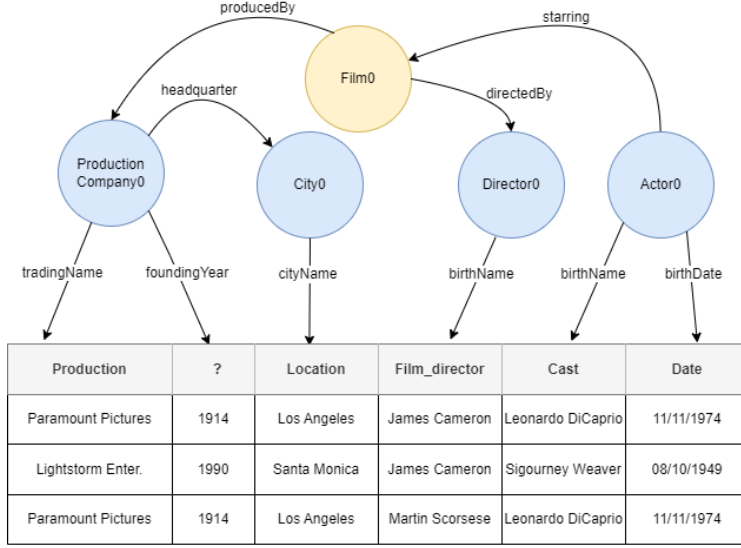 producedBy
starring
Film0
headquarter
directedBy
Production
Company0
City0
Director0
Actor0
tradingName
foundingYear
cityName
birthName
birthName
birthDate
Production ? Location Film_director Cast Date
Paramount Pictures 1914 Los Angeles James Cameron Leonardo DiCaprio 11/11/1974
Lightstorm Enter. 1990 Santa Monica James Cameron Sigourney Weaver 08/10/1949
Paramount Pictures 1914 Los Angeles Martin Scorsese Leonardo DiCaprio 11/11/1974